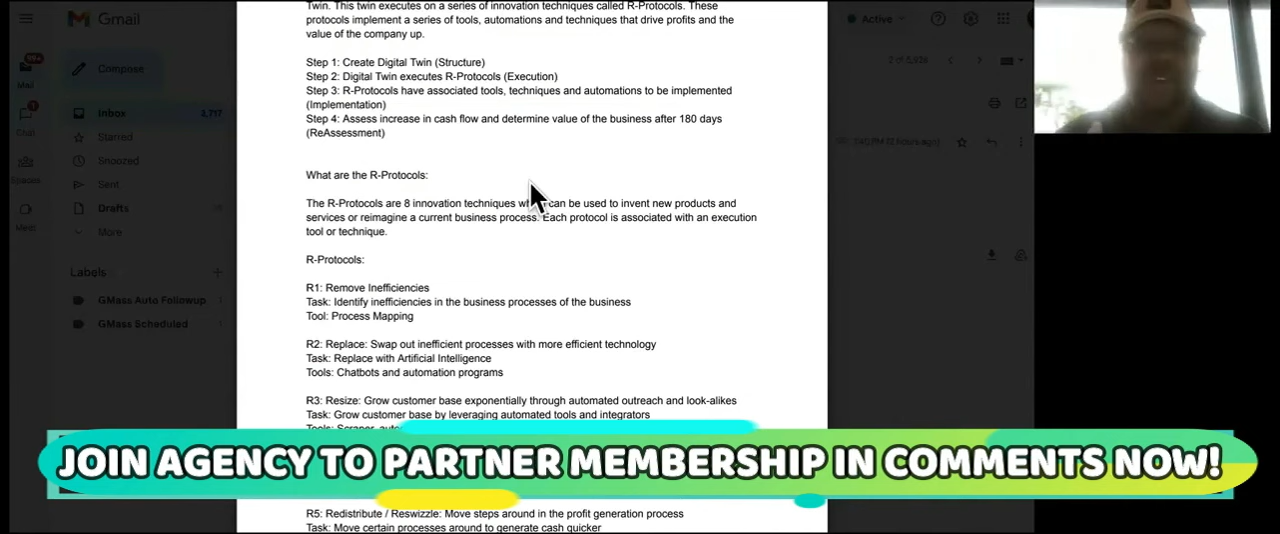 Twin. This twin executes on a series of innovation techniques called R-Protocols. These
protocols implement a series of tools, automations and techniques that drive profits and the
value of the company up.
Step 1: Create Digital Twin (Structure)
Step 2: Digital Twin executes R-Protocols (Execution)
Step 3: R-Protocols have associated tools, techniques and automations to be implemented
(Implementation)
Step 4: Assess increase in cash flow and determine value of the business after 180 days
(ReAssessment)
What are the R-Protocols:
The R-Protocols are 8 innovation techniques can be used to invent new products and
services or reimagine a current business process. Each protocol is associated with an execution
tool or technique.
R-Protocols:
R1: Remove Inefficiencies
Task: Identify inefficiencies in the business processes of the business
Tool: Process Mapping
R2: Replace: Swap out inefficient processes with more efficient technology
Task: Replace with Artificial Intelligence
Tools: Chatbots and automation programs
R3: Resize: Grow customer base exponentially through automated outreach and look-alikes
Task: Grow customer base by leveraging automated tools and integrators
R5: Redistribute / Reswizzle: Move steps around in the profit generation process
Task: Move certain processes around to generate cash quicker
JOIN AGENCY TO PARTNER MEMBERSHIP IN COMMENTS NOW!
Gmail
Active
99+
Mail
Compose
Chat
Inbox 3,717
Starred
Snoozed
Sent
Drafts
More
Labels
GMass Auto Followup
GMass Scheduled